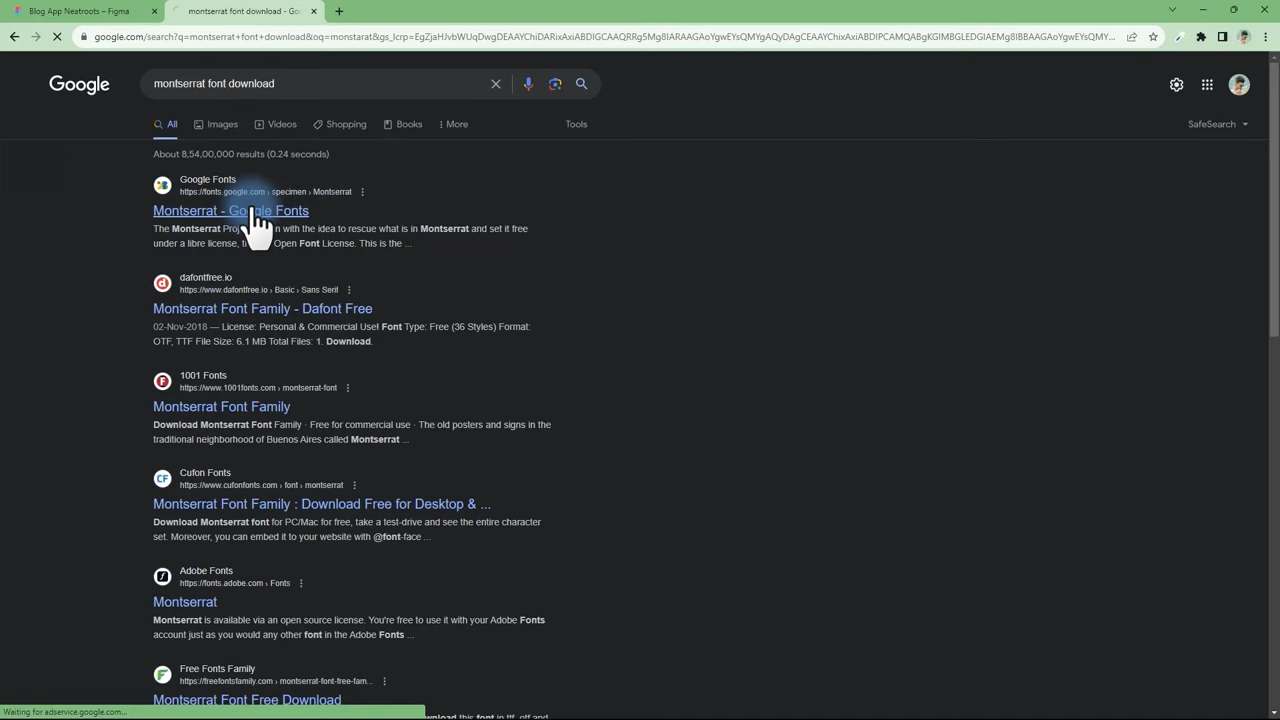 Blog App Neatroots – Figma
montserrat font download - Goo
google.com/search?q=montserrat+font+download&oq=monstarat&gs_lcrp=
montserrat font download
Google
All
Images
Videos
Shopping
Books
More
Tools
SafeSearch
About 8,54,00,000 results (0.24 seconds)
Google Fonts
https://fonts.google.com › specimen › Montserrat
Montserrat - Google Fonts
The Montserrat with the idea to rescue what is in Montserrat and set it free
under a libre license, Open Font License. This is the ...
dafontfree.io
https://www.dafontfree.io › Basic › Sans Serif
Montserrat Font Family - Dafont Free
02-Nov-2018 — License: Personal & Commercial Use! Font Type: Free (36 Styles) Format:
OTF, TTF File Size: 6.1 MB Total Files: 1. Download.
1001 Fonts
https://www.1001fonts.com › montserrat-font
Montserrat Font Family
Download Montserrat Font Family · Free for commercial use · The old posters and signs in the
traditional neighborhood of Buenos Aires called Montserrat ...
Cufon Fonts
https://www.cufonfonts.com › font › montserrat
Montserrat Font Family : Download Free for Desktop & ...
Download Montserrat font for PC/Mac for free, take a test-drive and see the entire character
set. Moreover, you can embed it to your website with @font-face ...
Adobe Fonts
https://fonts.adobe.com › Fonts
Montserrat
Montserrat is available via an open source license. You're free to use it with your Adobe Fonts
account just as you would any other font in the Adobe Fonts ...
Free Fonts Family
https://freefontsfamily.com › montserrat-font-free-fam...
Montserrat Font Free Download
Waiting for adservice.google.com...
this font in ttf, otf and